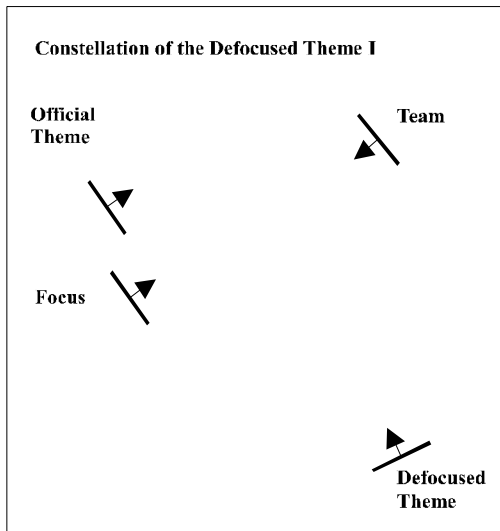 Constellation of the Defocused Theme I
Official
Theme
Team
Focus
Defocused
Theme